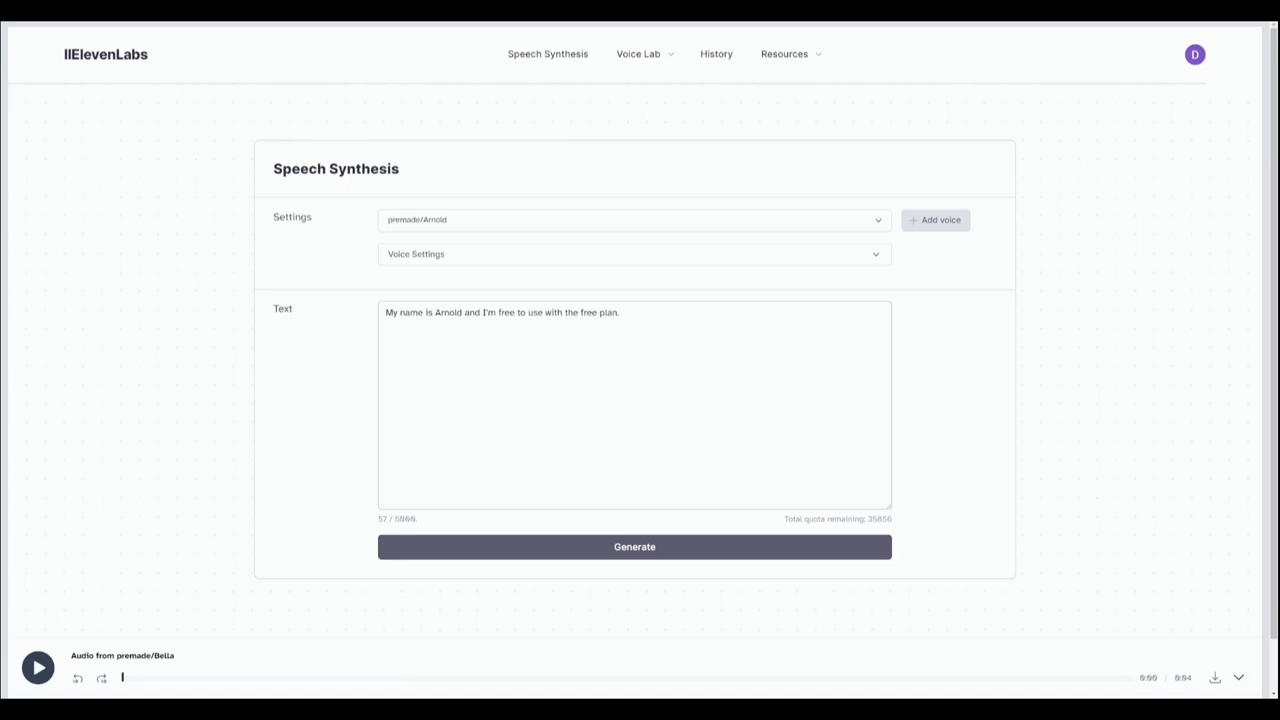 IIElevenLabs
Speech Synthesis
Voice Lab
History
Resources
D
Speech Synthesis
Settings
premade/Arnold
+ Add voice
Voice Settings
Text
My name is Arnold and I'm free to use with the free plan.
57 / 5000.
Total quota remaining: 35856
Generate
Audio from premade/Bella
0:00 / 0:04